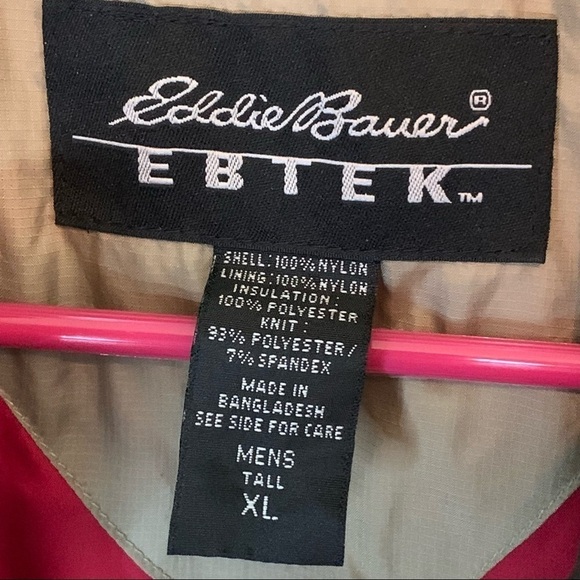 Eddie Bauer®
EBTEK™
SHELL:100%NYLON
LINING:100%NYLON
INSULATION:
100% POLYESTER
KNIT:
93% POLYESTER/
7% SPANDEX
MADE IN
BANGLADESH
SEE SIDE FOR CARE
MENS
TALL
XL